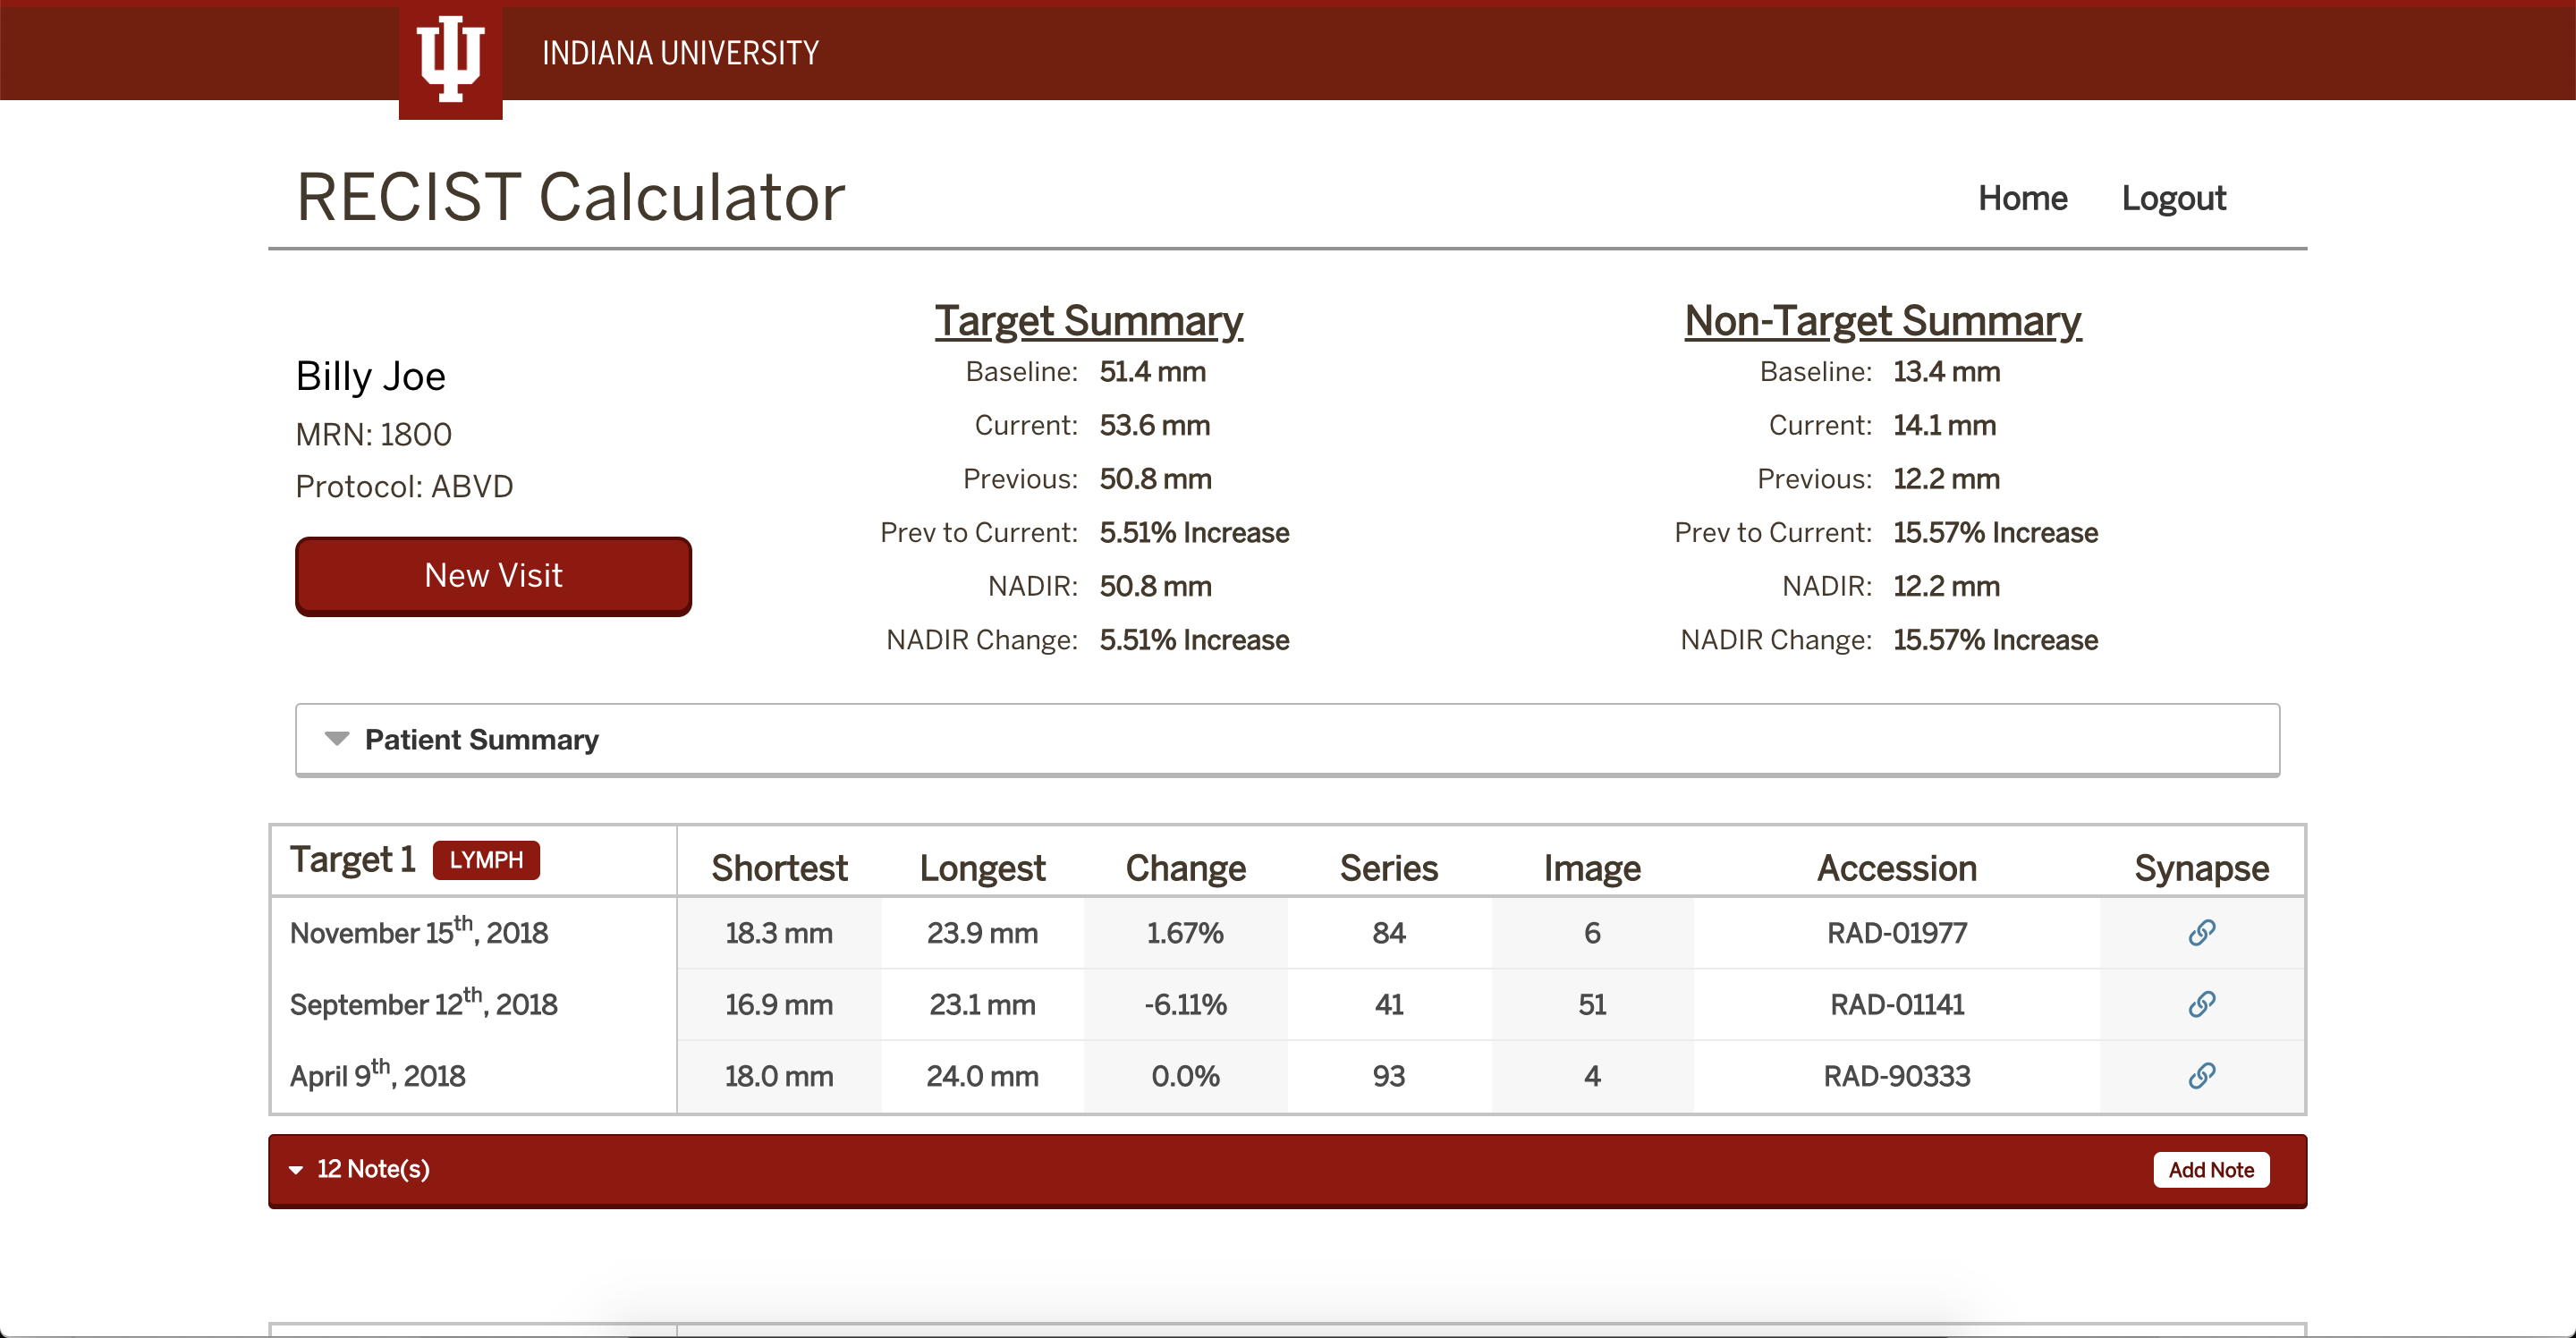 INDIANA UNIVERSITY
RECIST Calculator
Home
Logout
Billy Joe
MRN: 1800
Protocol: ABVD
New Visit
Target Summary
Baseline: 51.4 mm
Current: 53.6 mm
Previous: 50.8 mm
Prev to Current: 5.51% Increase
NADIR: 50.8 mm
NADIR Change: 5.51% Increase
Non-Target Summary
Baseline: 13.4 mm
Current: 14.1 mm
Previous: 12.2 mm
Prev to Current: 15.57% Increase
NADIR: 12.2 mm
NADIR Change: 15.57% Increase
Patient Summary
Target 1 LYMPH Shortest Longest Change Series Image Accession Synapse
November 15th, 2018 18.3 mm 23.9 mm 1.67% 84 6 RAD-01977
September 12th, 2018 16.9 mm 23.1 mm -6.11% 41 51 RAD-01141
April 9th, 2018 18.0 mm 24.0 mm 0.0% 93 4 RAD-90333
12 Note(s) Add Note